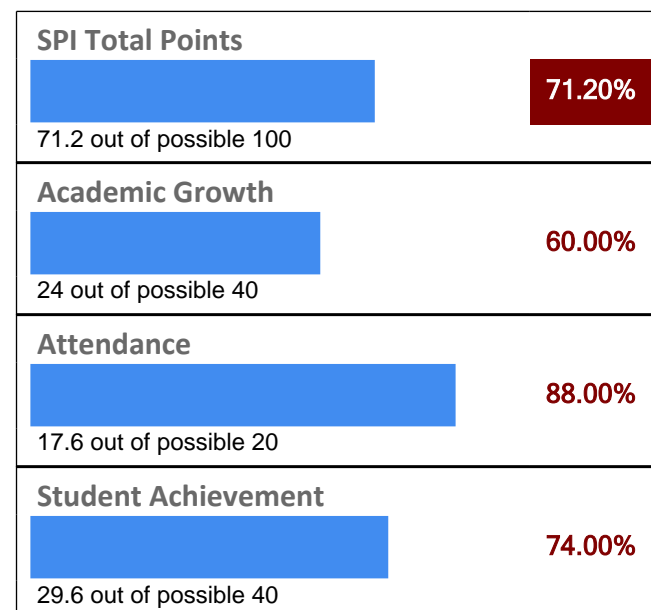 SPI Total Points
71.20%
71.2 out of possible 100
Academic Growth
60.00%
24 out of possible 40
Attendance
88.00%
17.6 out of possible 20
Student Achievement
74.00%
29.6 out of possible 40